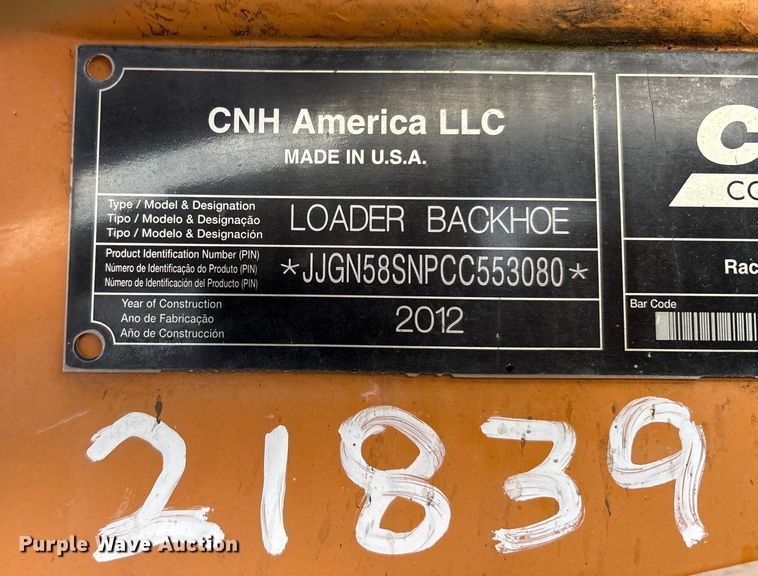 CNH America LLC
MADE IN U.S.A.
Type / Model & Designation
Tipo / Modelo & Designação
Tipo / Modelo & Designación
LOADER BACKHOE
Product Identification Number (PIN)
Número de Identificação do Produto (PIN)
Número de Identificación del Producto (PIN)
*JJGN58SNPCC553080*
Year of Construction
Ano de Fabricação
Año de Construcción
2012
Bar Code
21839
Purple Wave Auction